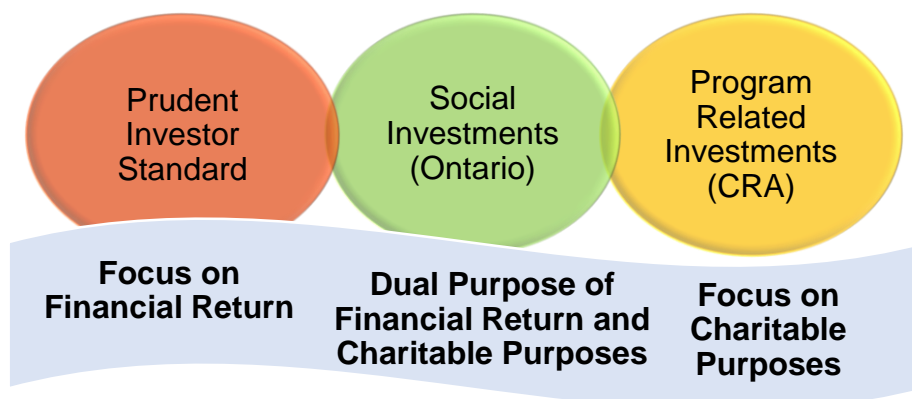 Prudent
Investor
Standard
Social
Investments
(Ontario)
Program
Related
Investments
(CRA)
Focus on
Financial Return
Dual Purpose of
Financial Return and
Charitable Purposes
Focus on
Charitable
Purposes